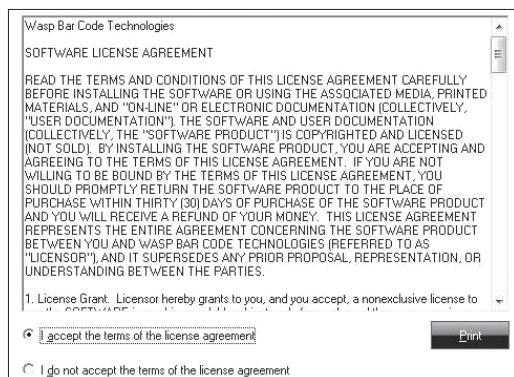 Wasp Bar Code Technologies
SOFTWARE LICENSE AGREEMENT
READ THE TERMS AND CONDITIONS OF THIS LICENSE AGREEMENT CAREFULLY
BEFORE INSTALLING THE SOFTWARE OR USING THE ASSOCIATED MEDIA, PRINTED
MATERIALS, AND "ON-LINE" OR ELECTRONIC DOCUMENTATION (COLLECTIVELY,
"USER DOCUMENTATION"). THE SOFTWARE AND USER DOCUMENTATION
(COLLECTIVELY, THE "SOFTWARE PRODUCT") IS COPYRIGHTED AND LICENSED
(NOT SOLD). BY INSTALLING THE SOFTWARE PRODUCT, YOU ARE ACCEPTING AND
AGREEING TO THE TERMS OF THIS LICENSE AGREEMENT. IF YOU ARE NOT
WILLING TO BE BOUND BY THE TERMS OF THIS LICENSE AGREEMENT, YOU
SHOULD PROMPTLY RETURN THE SOFTWARE PRODUCT TO THE PLACE OF
PURCHASE WITHIN THIRTY (30) DAYS OF PURCHASE OF THE SOFTWARE PRODUCT
AND YOU WILL RECEIVE A REFUND OF YOUR MONEY. THIS LICENSE AGREEMENT
REPRESENTS THE ENTIRE AGREEMENT CONCERNING THE SOFTWARE PRODUCT
BETWEEN YOU AND WASP BAR CODE TECHNOLOGIES (REFERRED TO AS
"LICENSOR"), AND IT SUPERSEDES ANY PRIOR PROPOSAL, REPRESENTATION, OR
UNDERSTANDING BETWEEN THE PARTIES.
1. License Grant. Licensor hereby grants to you, and you accept, a nonexclusive license to
I accept the terms of the license agreement
Print
I do not accept the terms of the license agreement